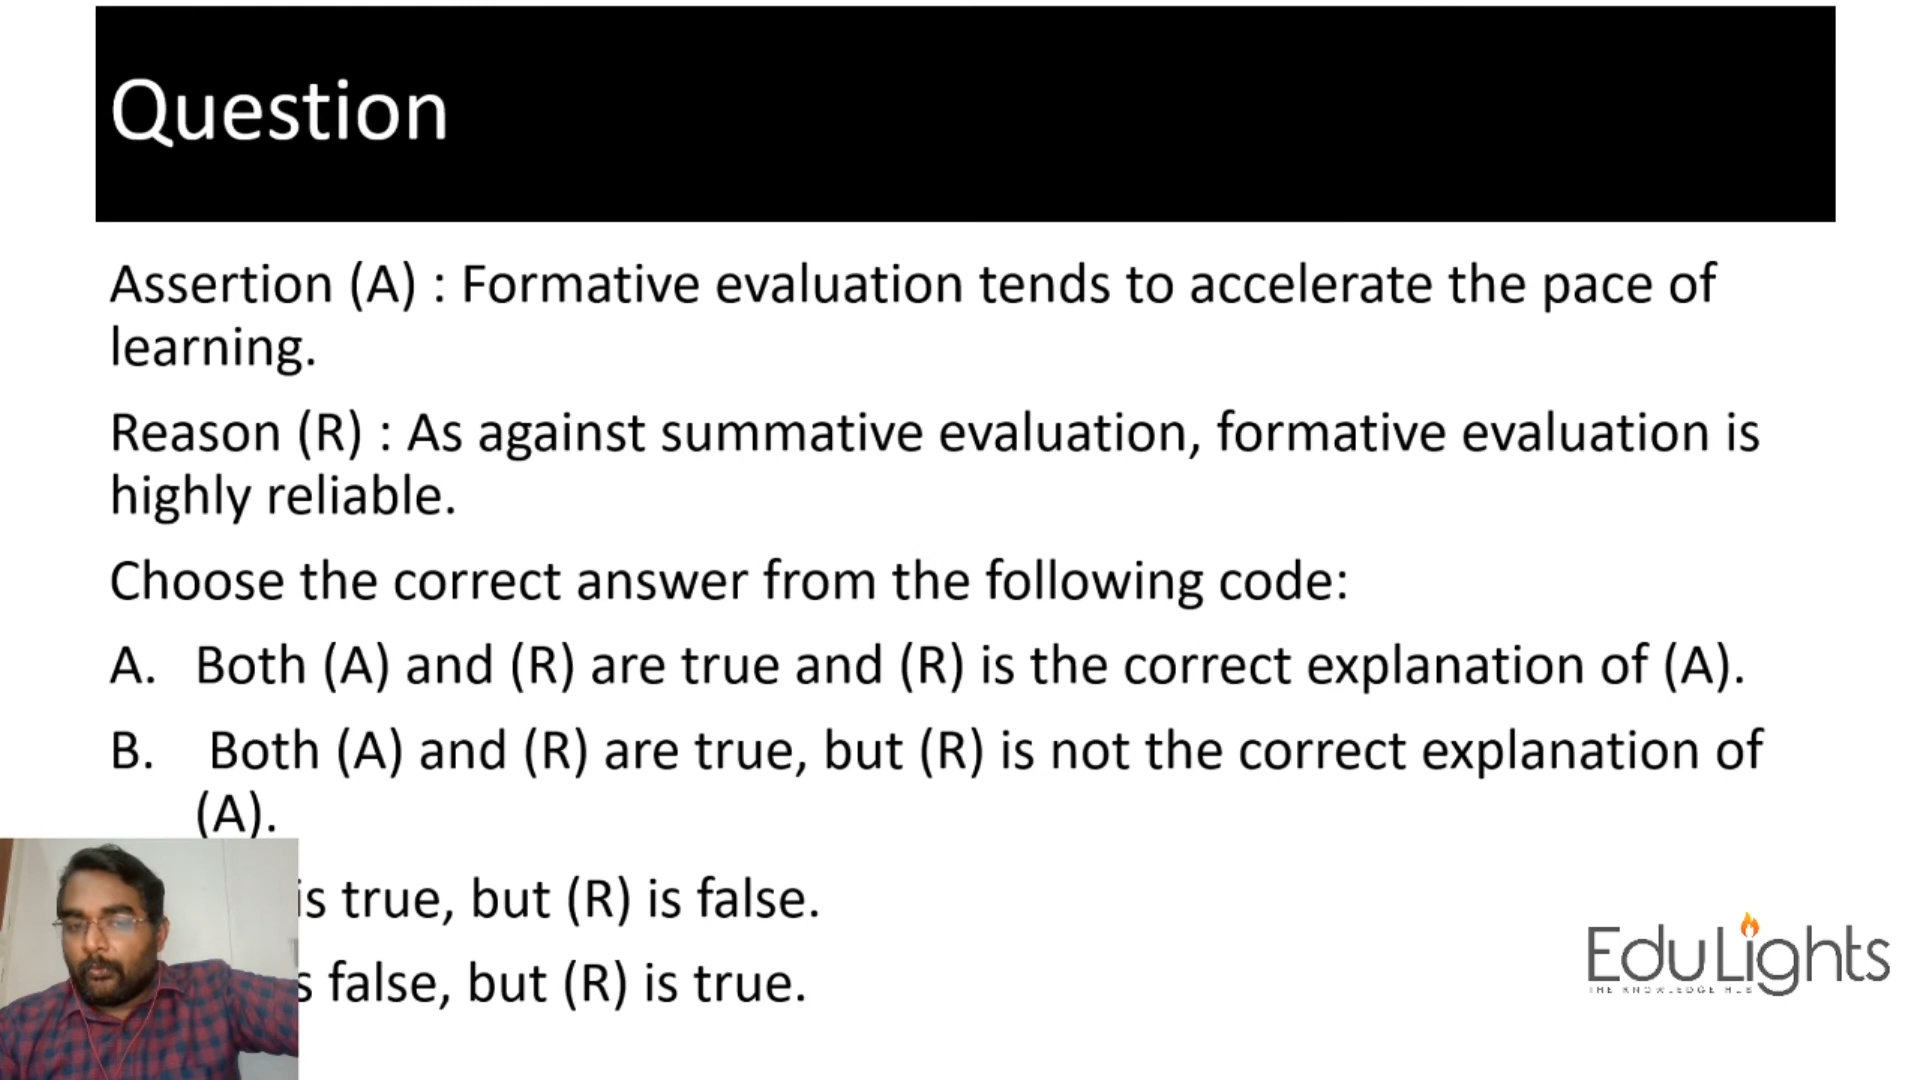 Question
Assertion (A) : Formative evaluation tends to accelerate the pace of
learning.
Reason (R) : As against summative evaluation, formative evaluation is
highly reliable.
Choose the correct answer from the following code:
A. Both (A) and (R) are true and (R) is the correct explanation of (A).
B. Both (A) and (R) are true, but (R) is not the correct explanation of
(A).
is true, but (R) is false.
s false, but (R) is true.
EduLights
THE KNOWLEDGE HUB